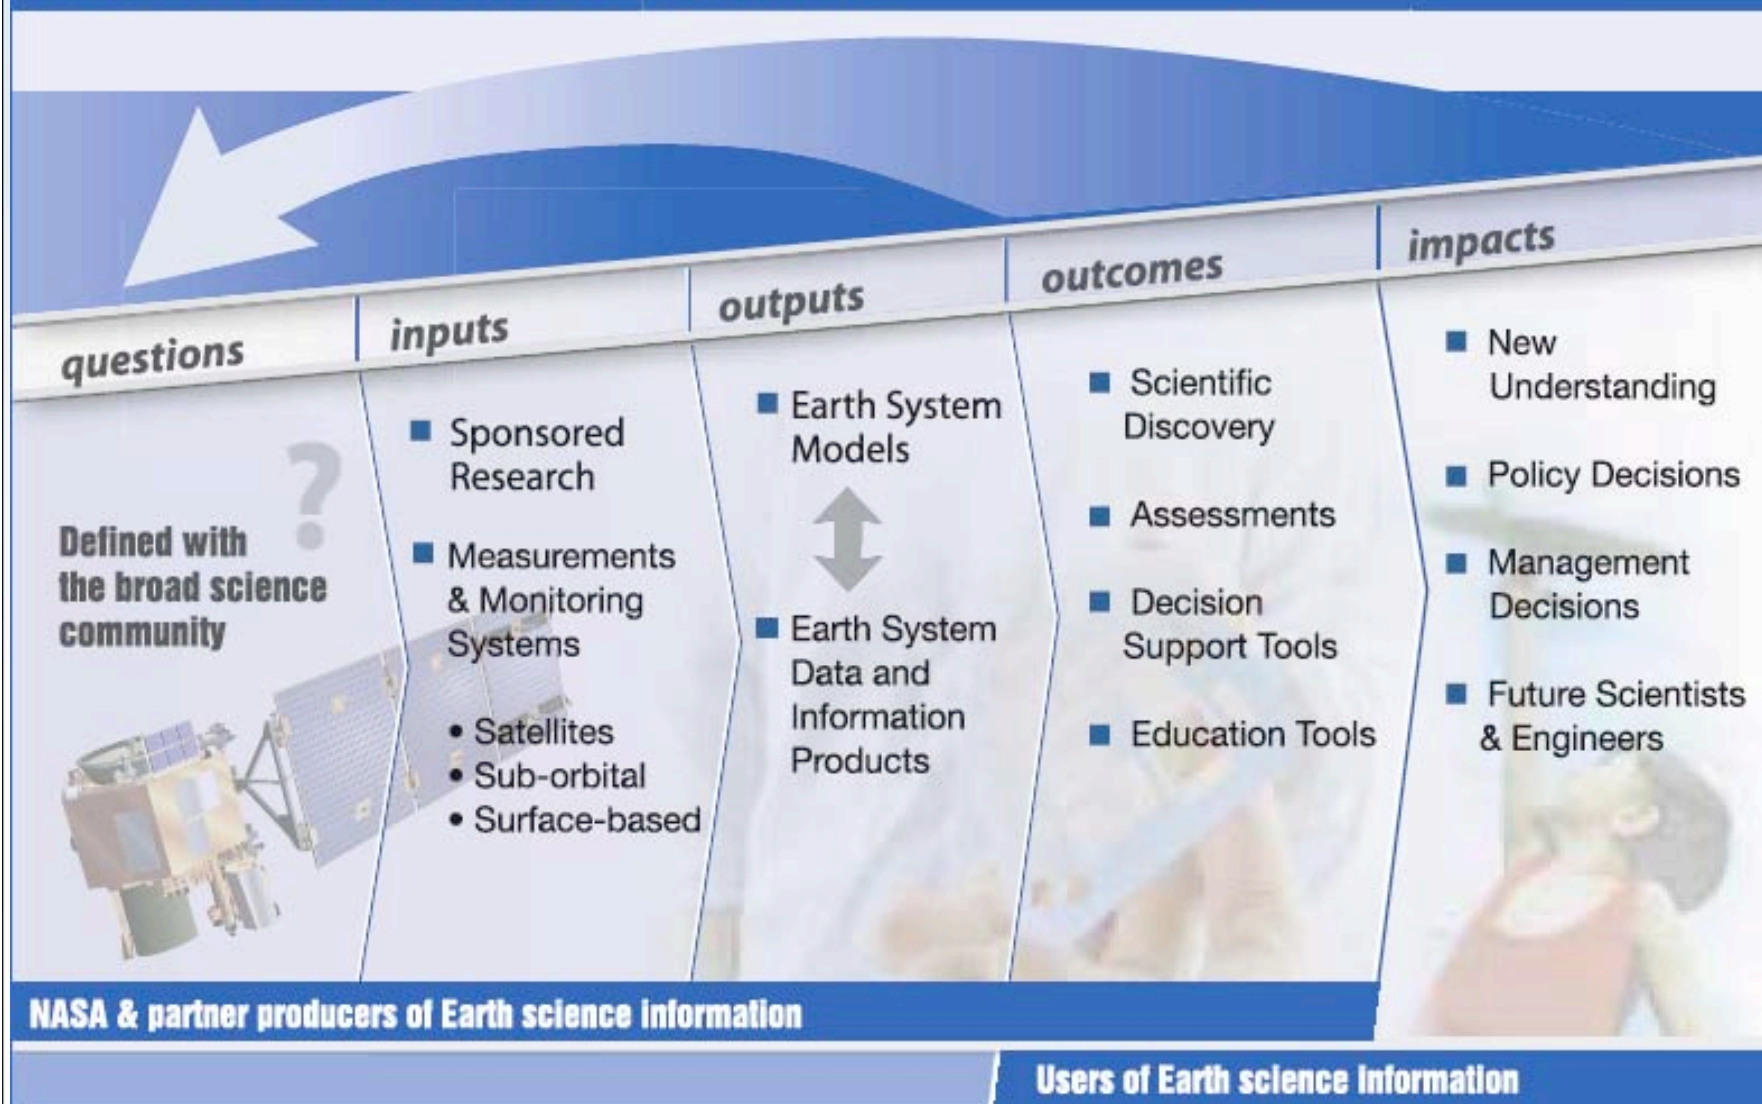 questions
?
Defined with
the broad science
community
inputs
■ Sponsored
Research
■ Measurements
& Monitoring
Systems
• Satellites
• Sub-orbital
• Surface-based
outputs
■ Earth System
Models
■ Earth System
Data and
Information
Products
outcomes
■ Scientific
Discovery
■ Assessments
■ Decision
Support Tools
■ Education Tools
impacts
■ New
Understanding
■ Policy Decisions
■ Management
Decisions
■ Future Scientists
& Engineers
NASA & partner producers of Earth science information
Users of Earth science information